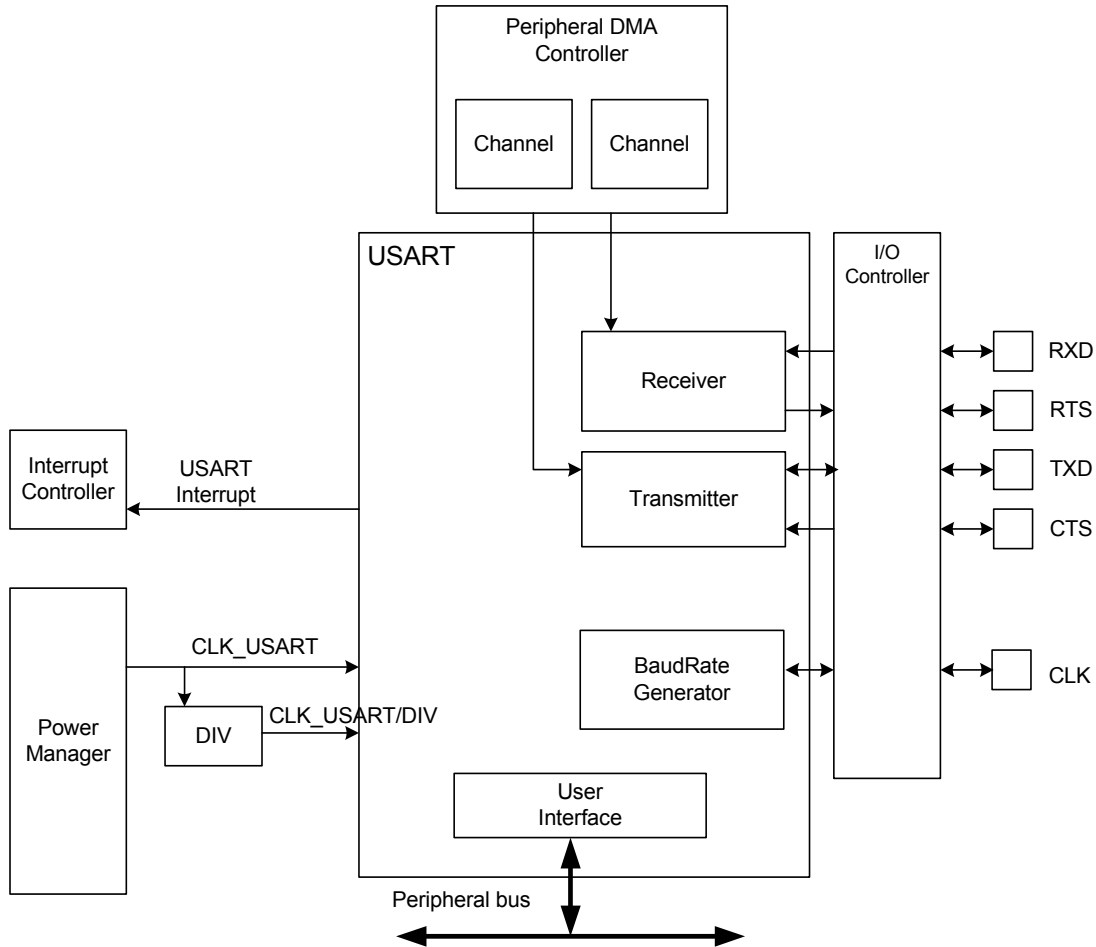 Peripheral DMA
Controller
Channel
Channel
USART
I/O
Controller
Receiver
RXD
RTS
Interrupt
Controller
USART
Interrupt
Transmitter
TXD
CTS
CLK_USART
BaudRate
Generator
CLK
Power
Manager
DIV
CLK_USART/DIV
User
Interface
Peripheral bus